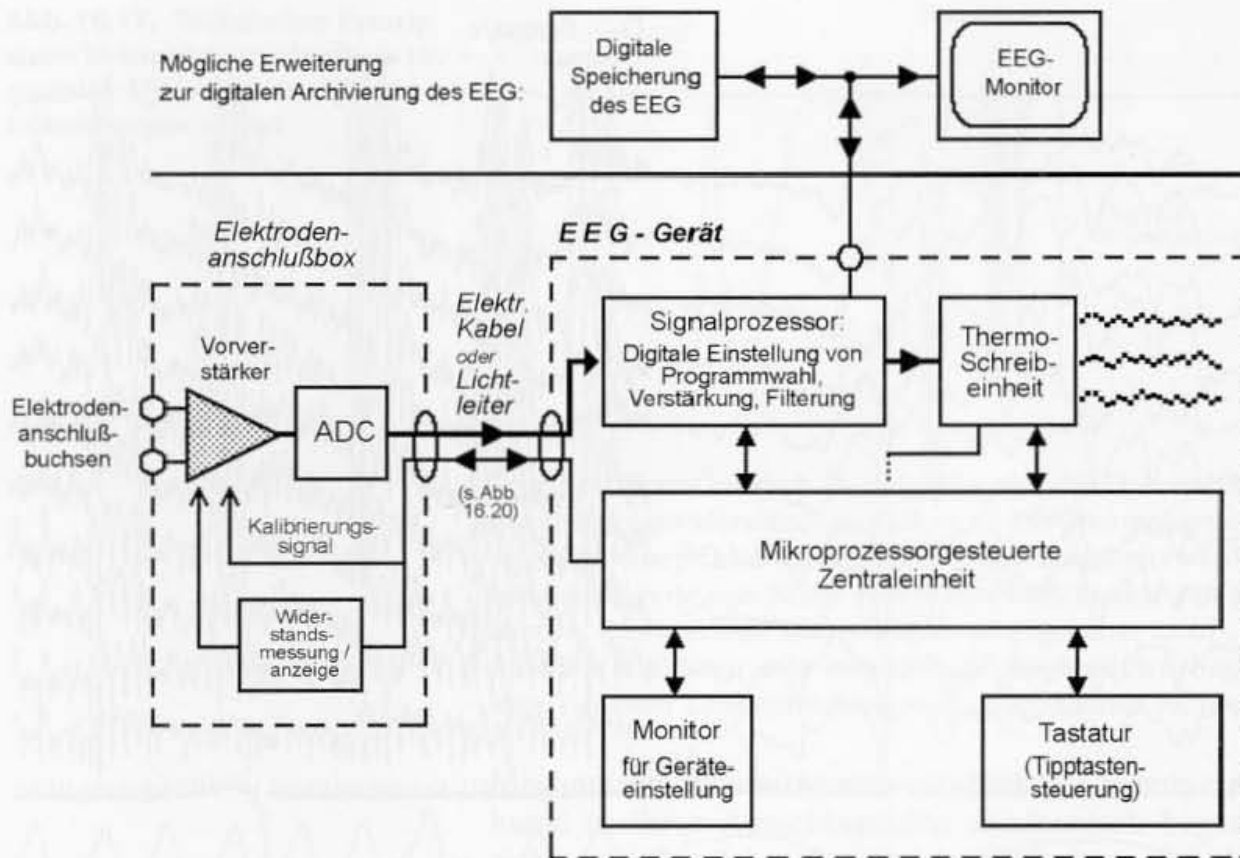 Mögliche Erweiterung
zur digitalen Archivierung des EEG:
Digitale
Speicherung
des EEG
EEG-
Monitor
Elektroden-
anschlußbox
EEG - Gerät
Elektroden-
anschluß-
buchsen
Vorver-
stärker
ADC
Kalibrierungs-
signal
Wider-
stands-
messung /
anzeige
Elektr.
Kabel
oder
Licht-
leiter
(s. Abb
16.20)
Signalprozessor:
Digitale Einstellung von
Programmwahl,
Verstärkung, Filterung
Thermo-
Schreib-
einheit
Mikroprozessorgesteuerte
Zentraleinheit
Monitor
für Geräte-
einstellung
Tastatur
(Tipptasten-
steuerung)